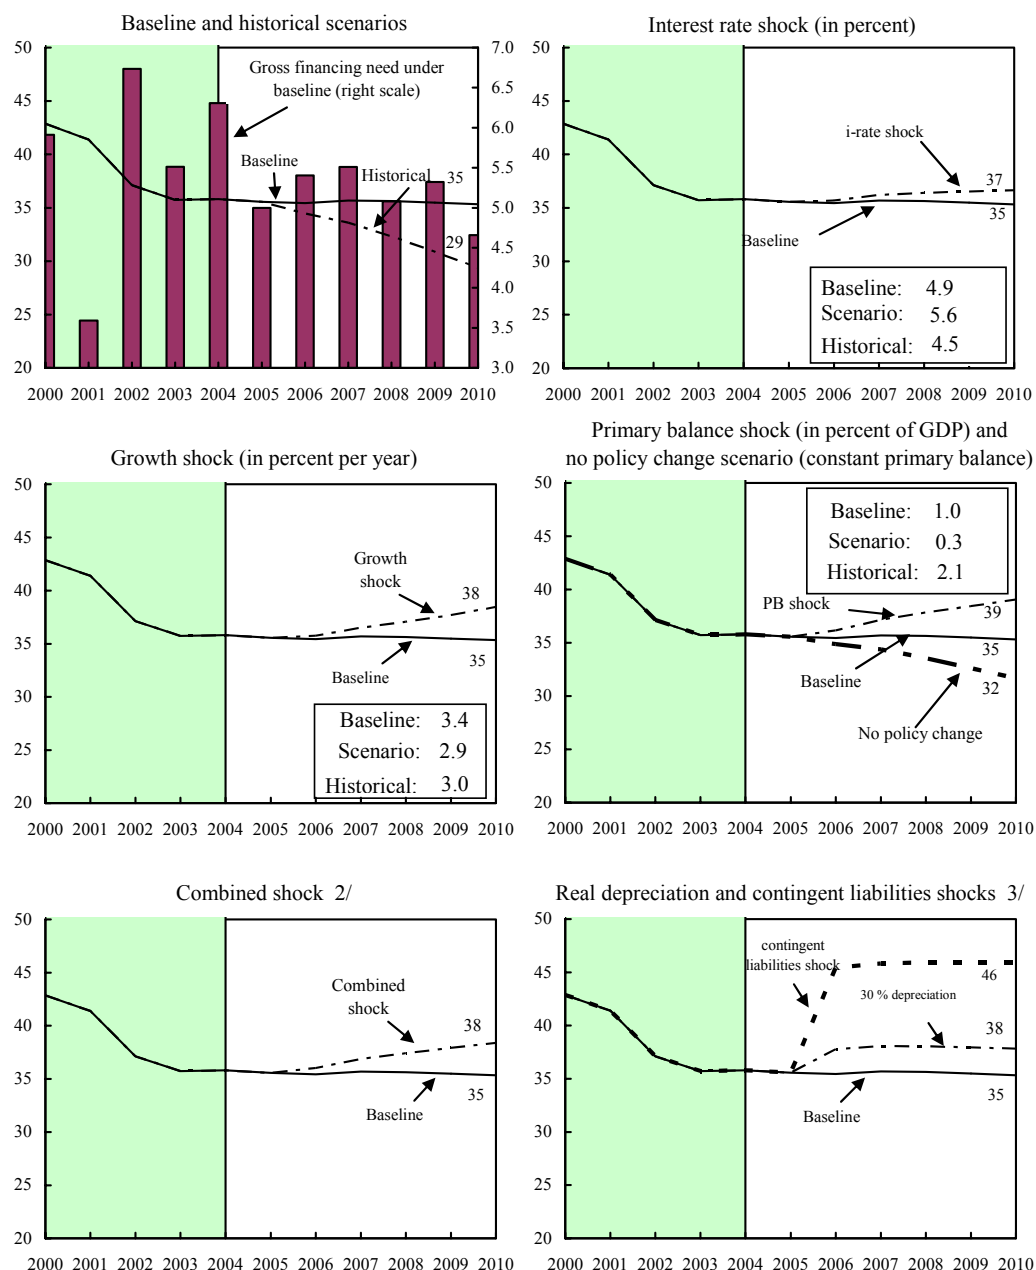 Baseline and historical scenarios
50
45
40
35
30
25
20
7.0
6.5
6.0
5.5
5.0
4.5
4.0
3.5
3.0
Gross financing need under
baseline (right scale)
Baseline
Historical
35
29
2000 2001 2002 2003 2004 2005 2006 2007 2008 2009 2010
Interest rate shock (in percent)
50
45
40
35
30
25
20
i-rate shock
37
35
Baseline
Baseline: 4.9
Scenario: 5.6
Historical: 4.5
2000 2001 2002 2003 2004 2005 2006 2007 2008 2009 2010
Growth shock (in percent per year)
50
45
40
35
30
25
20
Growth
shock
38
35
Baseline
Baseline: 3.4
Scenario: 2.9
Historical: 3.0
2000 2001 2002 2003 2004 2005 2006 2007 2008 2009 2010
Primary balance shock (in percent of GDP) and
no policy change scenario (constant primary balance)
50
45
40
35
30
25
20
Baseline: 1.0
Scenario: 0.3
Historical: 2.1
PB shock
39
35
Baseline
32
No policy change
2000 2001 2002 2003 2004 2005 2006 2007 2008 2009 2010
Combined shock 2/
50
45
40
35
30
25
20
Combined
shock
38
35
Baseline
2000 2001 2002 2003 2004 2005 2006 2007 2008 2009 2010
Real depreciation and contingent liabilities shocks 3/
50
45
40
35
30
25
20
contingent
liabilities shock
46
30 % depreciation
38
35
Baseline
2000 2001 2002 2003 2004 2005 2006 2007 2008 2009 2010